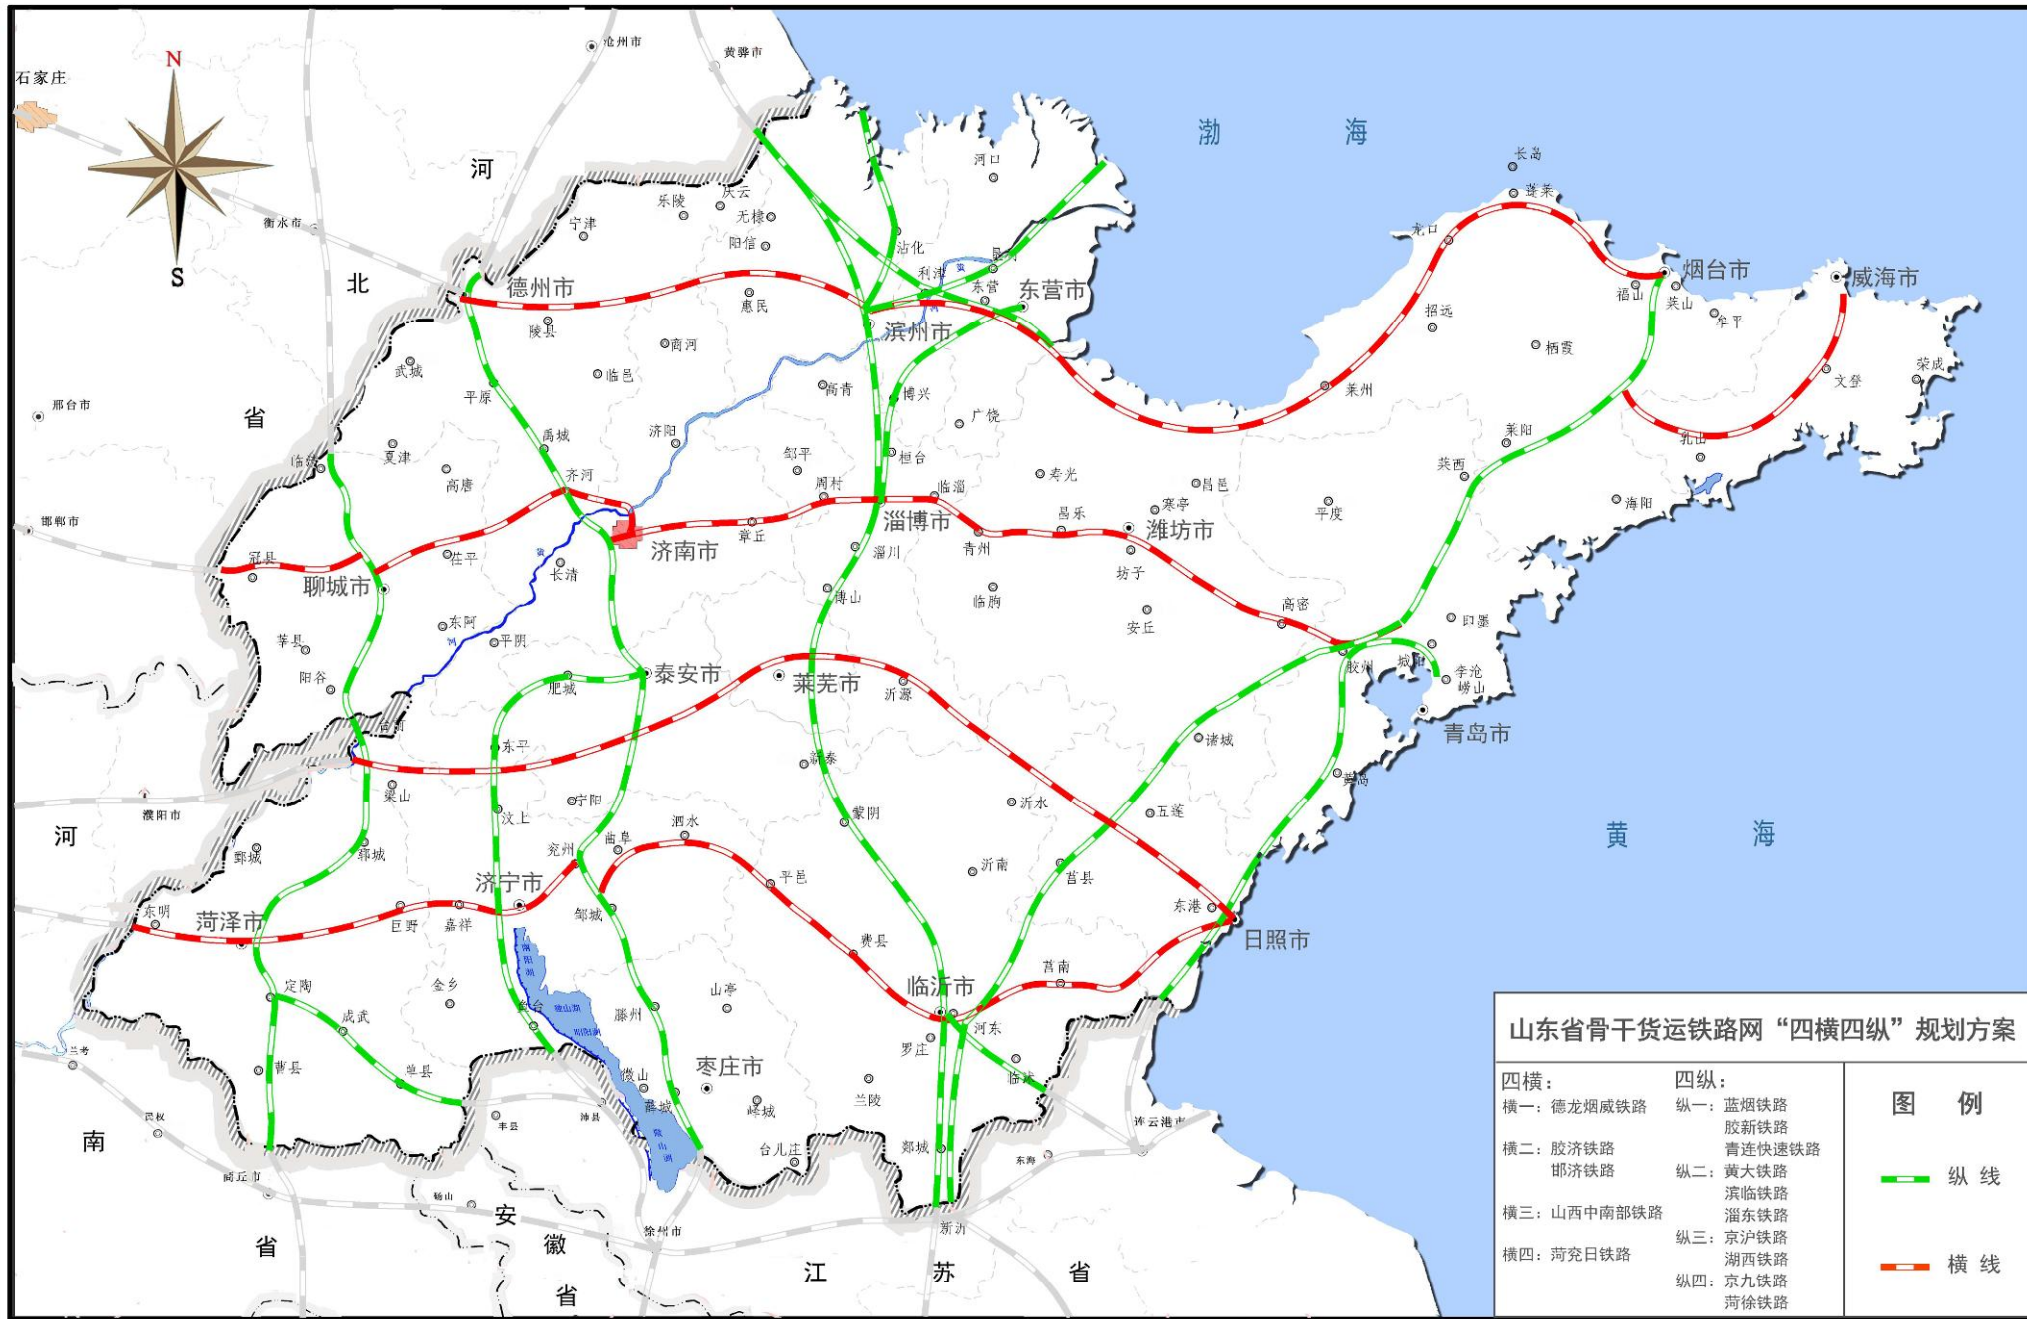 沧州市
黄骅市
N
石家庄
渤 海
河
长岛
河口
蓬莱
乐陵
庆云
无棣
宁津
衡水市
阳信
沾化
龙口
垦利
S
北
利津
黄
烟台市
威海市
德州市
东营
东营市
福山
莱山
惠民
河
招远
牟平
陵县
滨州市
商河
栖霞
武城
临邑
高青
莱州
文登
荣成
平原
博兴
邢台市
省
广饶
济阳
莱阳
禹城
乳山
夏津
桓台
邹平
临清
莱西
高唐
齐河
寿光
周村
临淄
昌邑
海阳
寒亭
平度
邯郸市
淄博市
昌乐
潍坊市
章丘
济南市
青州
黄
淄川
冠县
茌平
长清
坊子
聊城市
博山
临朐
高密
东阿
安丘
即墨
河
平阴
莘县
胶州
城阳
李沧
阳谷
肥城
泰安市
莱芜市
沂源
崂山
台前
青岛市
东平
诸城
新泰
黄岛
梁山
宁阳
沂水
濮阳市
汶上
蒙阴
五莲
泗水
黄 海
河
兖州
曲阜
鄄城
郓城
沂南
莒县
济宁市
平邑
东明
菏泽市
巨野
嘉祥
邹城
东港
日照市
费县
南阳湖
莒南
定陶
金乡
山亭
临沂市
鱼台
微山湖
滕州
成武
昭阳湖
河东
山东省骨干货运铁路网“四横四纵”规划方案
罗庄
兰考
曹县
单县
微山
枣庄市
临沭
四横：
四纵：
图 例
横一：德龙烟威铁路
纵一：蓝烟铁路
薛城
峄城
兰陵
民权
丰县
沛县
连云港市
胶新铁路
南
微山湖
台儿庄
郯城
东海
横二：胶济铁路
青连快速铁路
邯济铁路
纵二：黄大铁路
纵线
商丘市
砀山
滨临铁路
安
徐州市
新沂
横三：山西中南部铁路
淄东铁路
省
徽
纵三：京沪铁路
横四：菏兖日铁路
湖西铁路
横线
江 苏 省
纵四：京九铁路
省
菏徐铁路